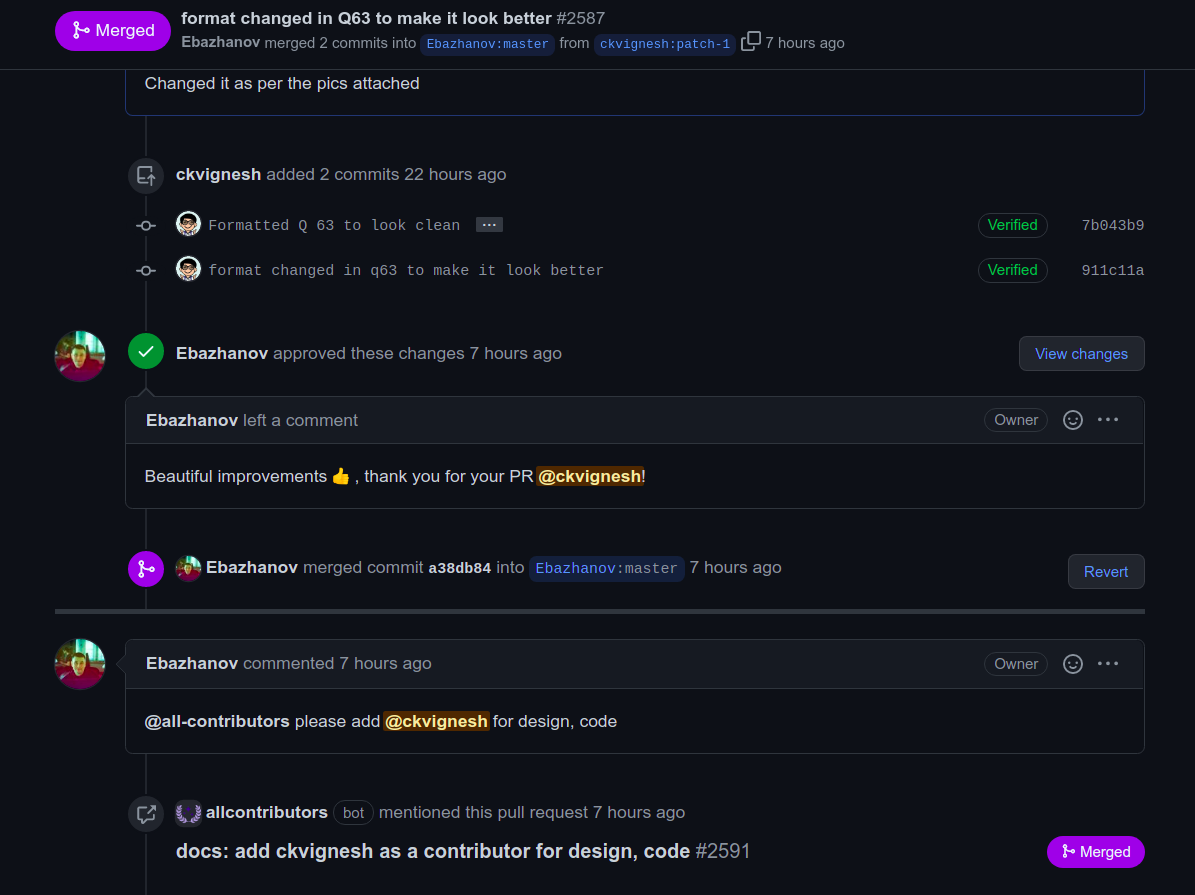 Merged
format changed in Q63 to make it look better #2587
Ebazhanov merged 2 commits into Ebazhanov:master from ckvignesh:patch-1 7 hours ago
Changed it as per the pics attached
ckvignesh added 2 commits 22 hours ago
Formatted Q 63 to look clean ... Verified 7b043b9
format changed in q63 to make it look better Verified 911c11a
Ebazhanov approved these changes 7 hours ago View changes
Ebazhanov left a comment Owner
Beautiful improvements 👍 , thank you for your PR @ckvignesh!
Ebazhanov merged commit a38db84 into Ebazhanov:master 7 hours ago Revert
Ebazhanov commented 7 hours ago Owner
@all-contributors please add @ckvignesh for design, code
allcontributors bot mentioned this pull request 7 hours ago
docs: add ckvignesh as a contributor for design, code #2591 Merged